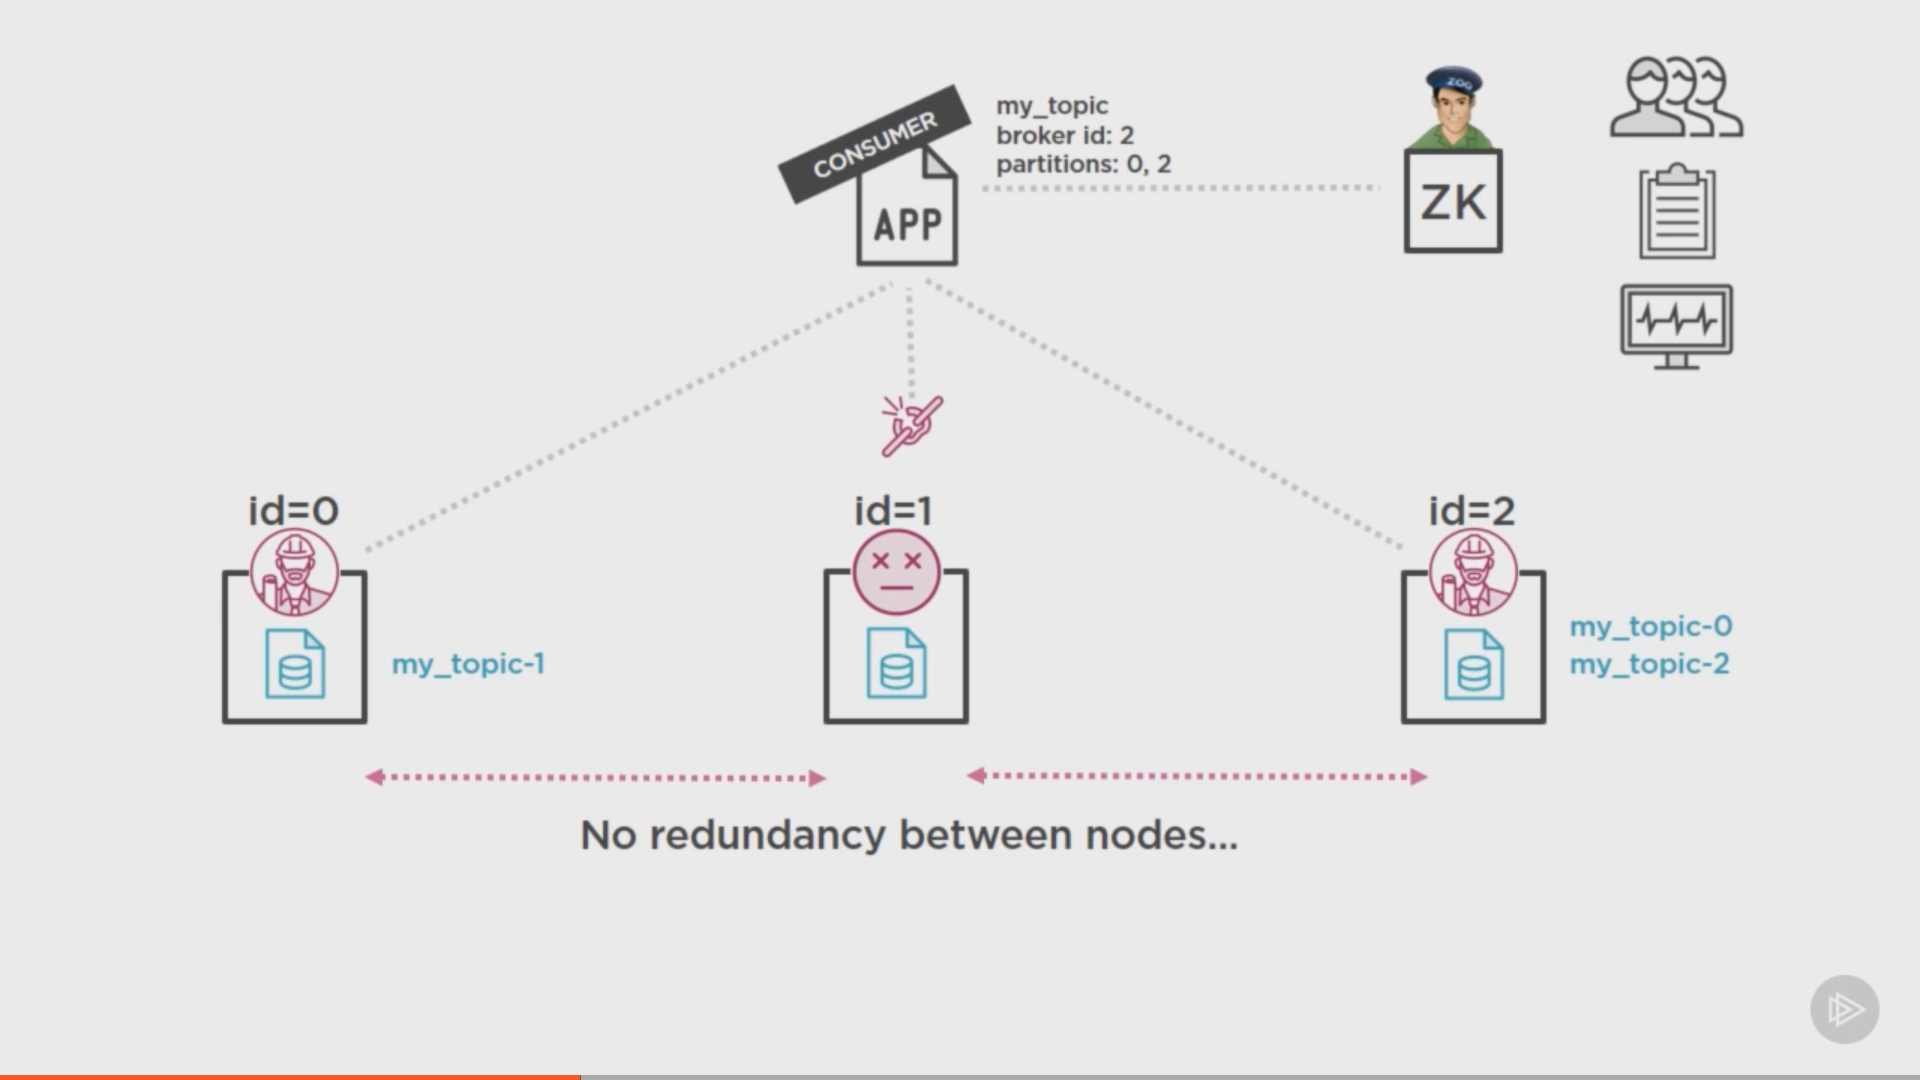 CONSUMER
APP
my_topic
broker id: 2
partitions: 0, 2
ZOO
ZK
id=0
id=1
id=2
my_topic-1
my_topic-0
my_topic-2
No redundancy between nodes...